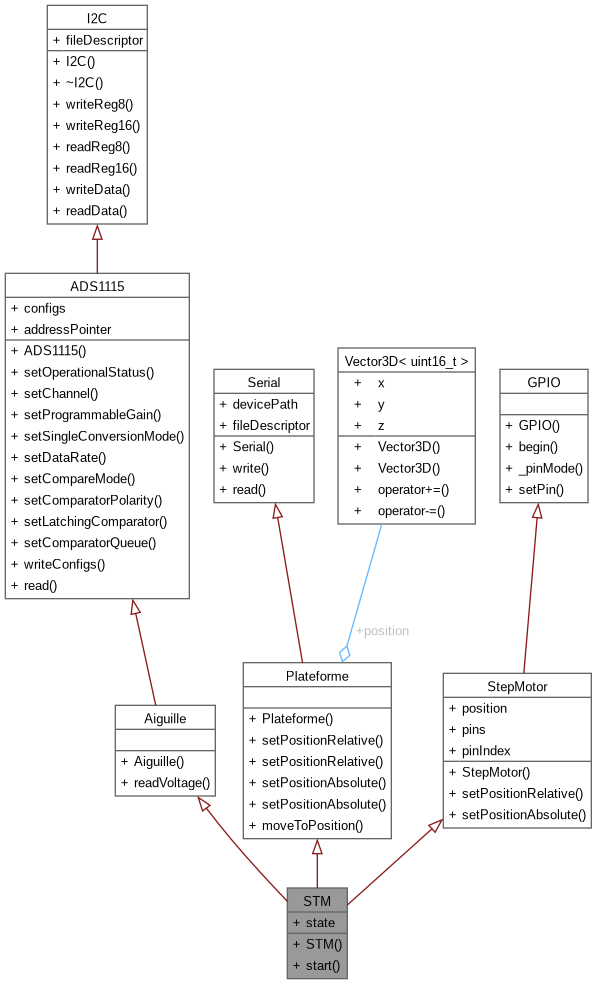 I2C
+ fileDescriptor
+ I2C()
+ ~I2C()
+ writeReg8()
+ writeReg16()
+ readReg8()
+ readReg16()
+ writeData()
+ readData()
ADS1115
+ configs
+ addressPointer
+ ADS1115()
+ setOperationalStatus()
+ setChannel()
+ setProgrammableGain()
+ setSingleConversionMode()
+ setDataRate()
+ setCompareMode()
+ setComparatorPolarity()
+ setLatchingComparator()
+ setComparatorQueue()
+ writeConfigs()
+ read()
Serial
+ devicePath
+ fileDescriptor
+ Serial()
+ write()
+ read()
Vector3D< uint16_t >
+ x
+ y
+ z
+ Vector3D()
+ Vector3D()
+ operator+=()
+ operator-=()
GPIO
+ GPIO()
+ begin()
+ _pinMode()
+ setPin()
+position
Aiguille
+ Aiguille()
+ readVoltage()
Plateforme
+ Plateforme()
+ setPositionRelative()
+ setPositionRelative()
+ setPositionAbsolute()
+ setPositionAbsolute()
+ moveToPosition()
StepMotor
+ position
+ pins
+ pinIndex
+ StepMotor()
+ setPositionRelative()
+ setPositionAbsolute()
STM
+ state
+ STM()
+ start()